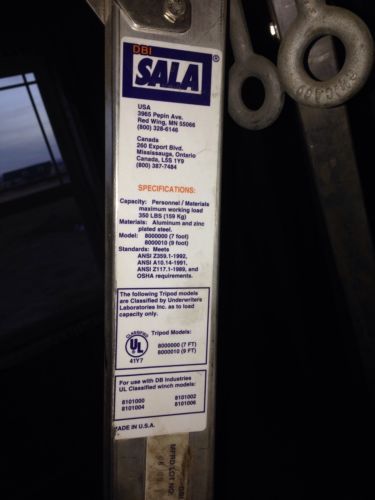 DBI
SALA®
USA
3965 Pepin Ave.
Red Wing, MN 55066
(800) 328-6146
Canada
260 Export Blvd.
Mississauga, Ontario
Canada, L5S 1Y9
(800) 387-7484
SPECIFICATIONS:
Capacity: Personnel / Materials
maximum working load
350 LBS (159 Kg)
Materials: Aluminum and zinc
plated steel.
Model: 8000000 (7 foot)
8000010 (9 foot)
Standards: Meets
ANSI Z359.1-1992,
ANSI A10.14-1991,
ANSI Z117.1-1989, and
OSHA requirements.
The following Tripod models
are Classified by Underwriters
Laboratories Inc. as to load
capacity only.
CLASSIFIED
UL
®
41Y7
Tripod Models:
8000000 (7 FT)
8000010 (9 FT)
For use with DB Industries
UL Classified winch models:
8101000 8101002
8101004 8101006
MADE IN U.S.A.
MFRD/LOT NO